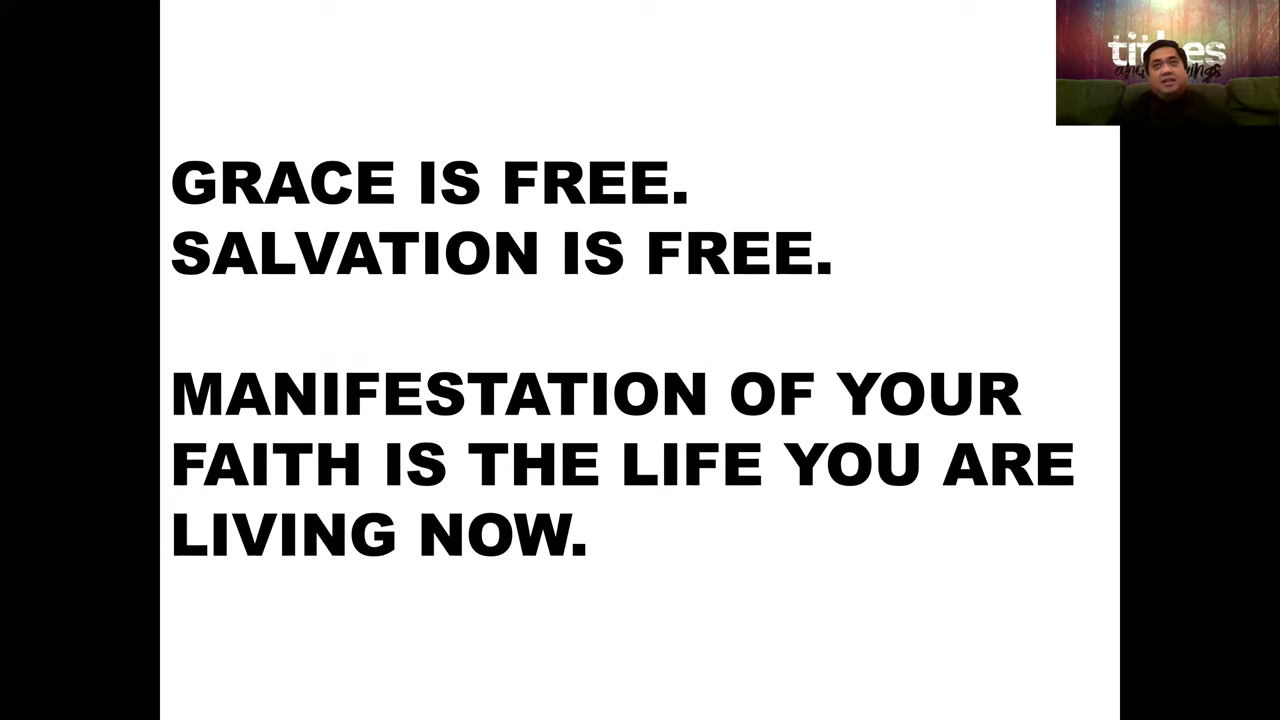 GRACE IS FREE.
SALVATION IS FREE.
MANIFESTATION OF YOUR
FAITH IS THE LIFE YOU ARE
LIVING NOW.